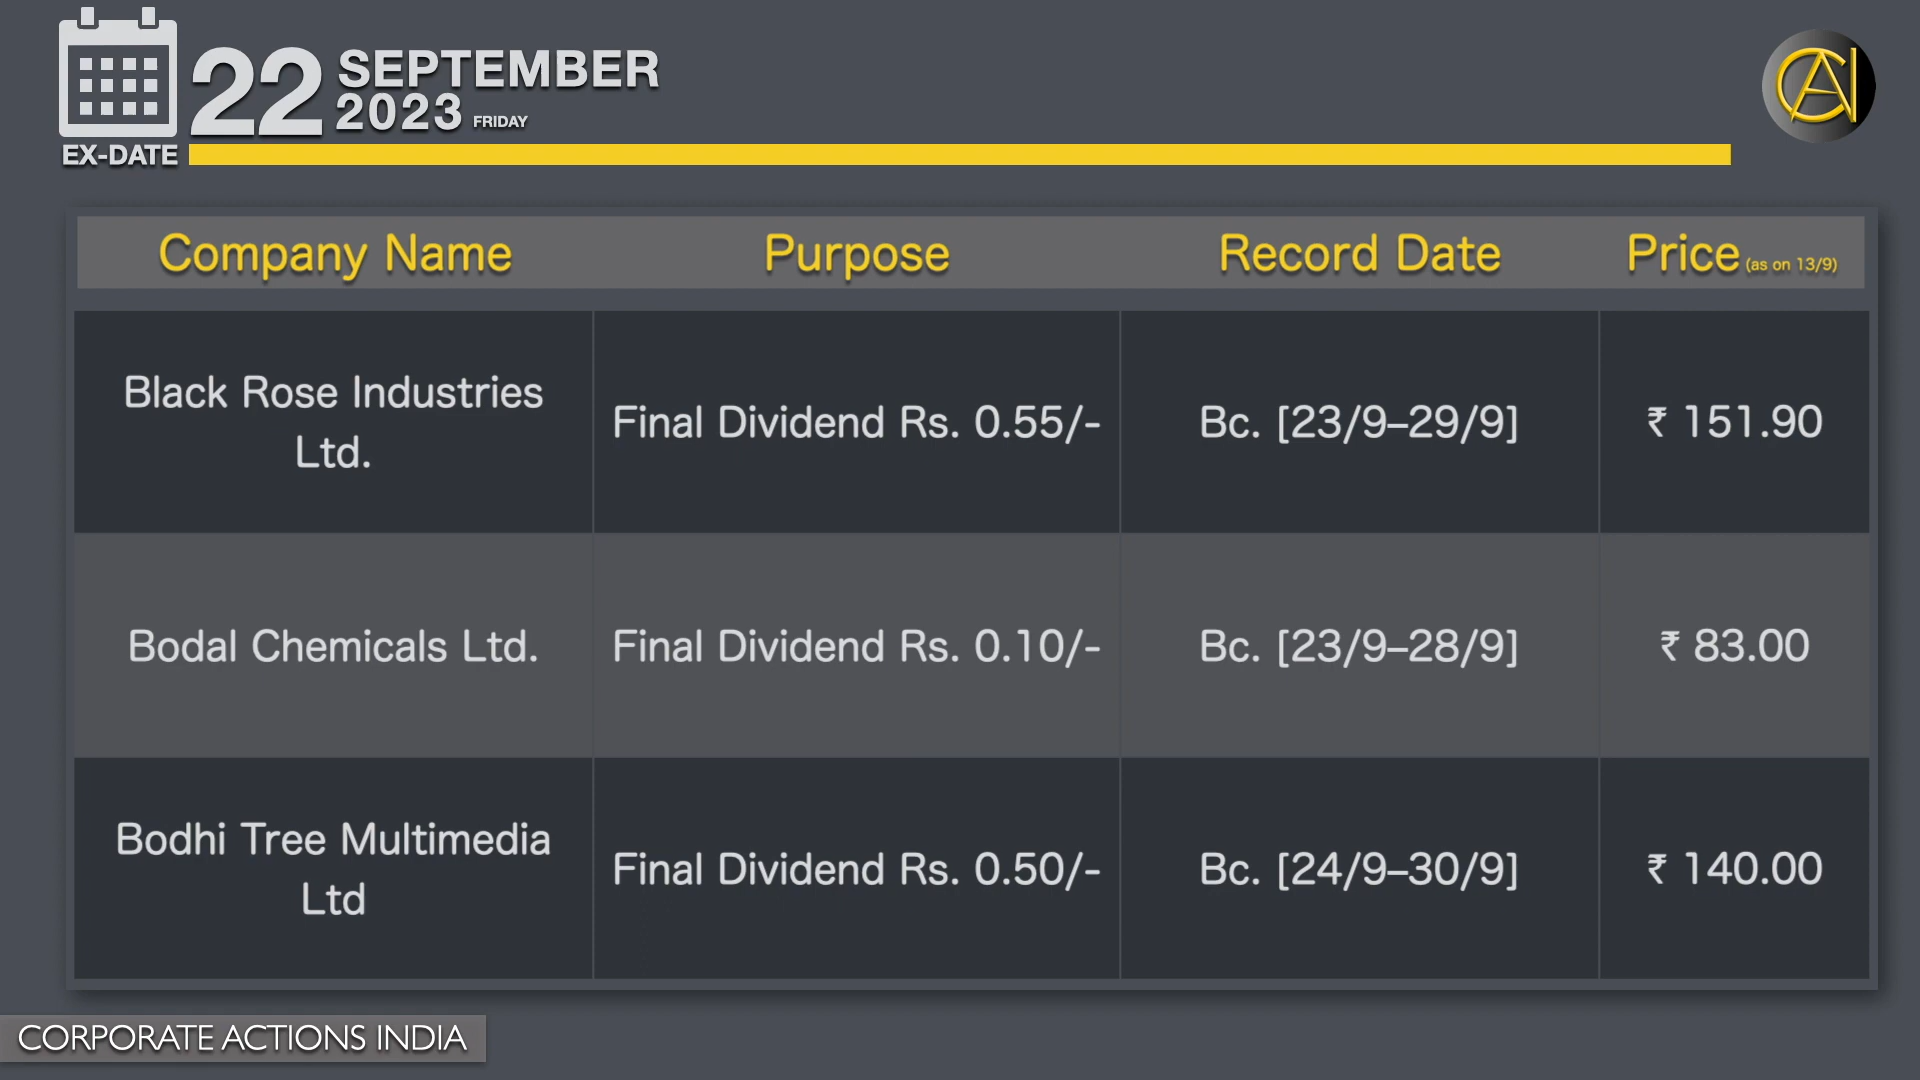 22 SEPTEMBER
2023 FRIDAY
EX-DATE
CAI
Company Name Purpose Record Date Price (as on 13/9)
Black Rose Industries
Ltd.
Final Dividend Rs. 0.55/- Bc. [23/9–29/9] ₹ 151.90
Bodal Chemicals Ltd. Final Dividend Rs. 0.10/- Bc. [23/9–28/9] ₹ 83.00
Bodhi Tree Multimedia
Ltd
Final Dividend Rs. 0.50/- Bc. [24/9–30/9] ₹ 140.00
CORPORATE ACTIONS INDIA